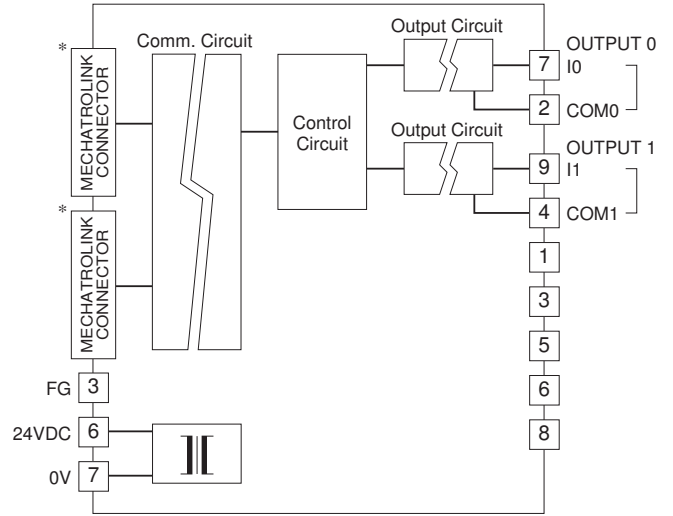 *
MECHATROLINK
CONNECTOR
*
MECHATROLINK
CONNECTOR
FG 3
24VDC 6
0V 7
Comm. Circuit
Control
Circuit
Output Circuit
Output Circuit
OUTPUT 0
7 I0
2 COM0
OUTPUT 1
9 I1
4 COM1
1
3
5
6
8